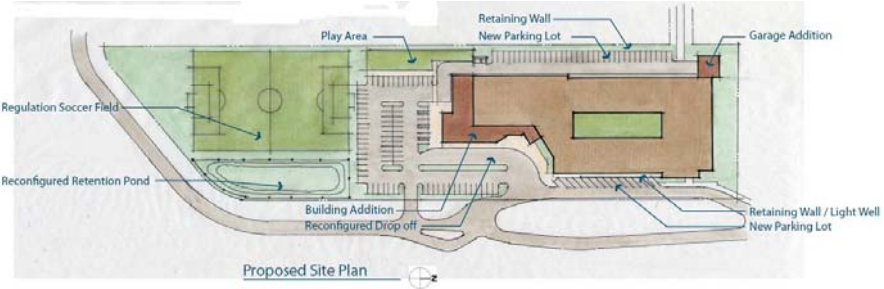 Retaining Wall
New Parking Lot
Play Area
Garage Addition
Regulation Soccer Field
Reconfigured Retention Pond
Building Addition
Reconfigured Drop off
Retaining Wall / Light Well
New Parking Lot
Proposed Site Plan
Z